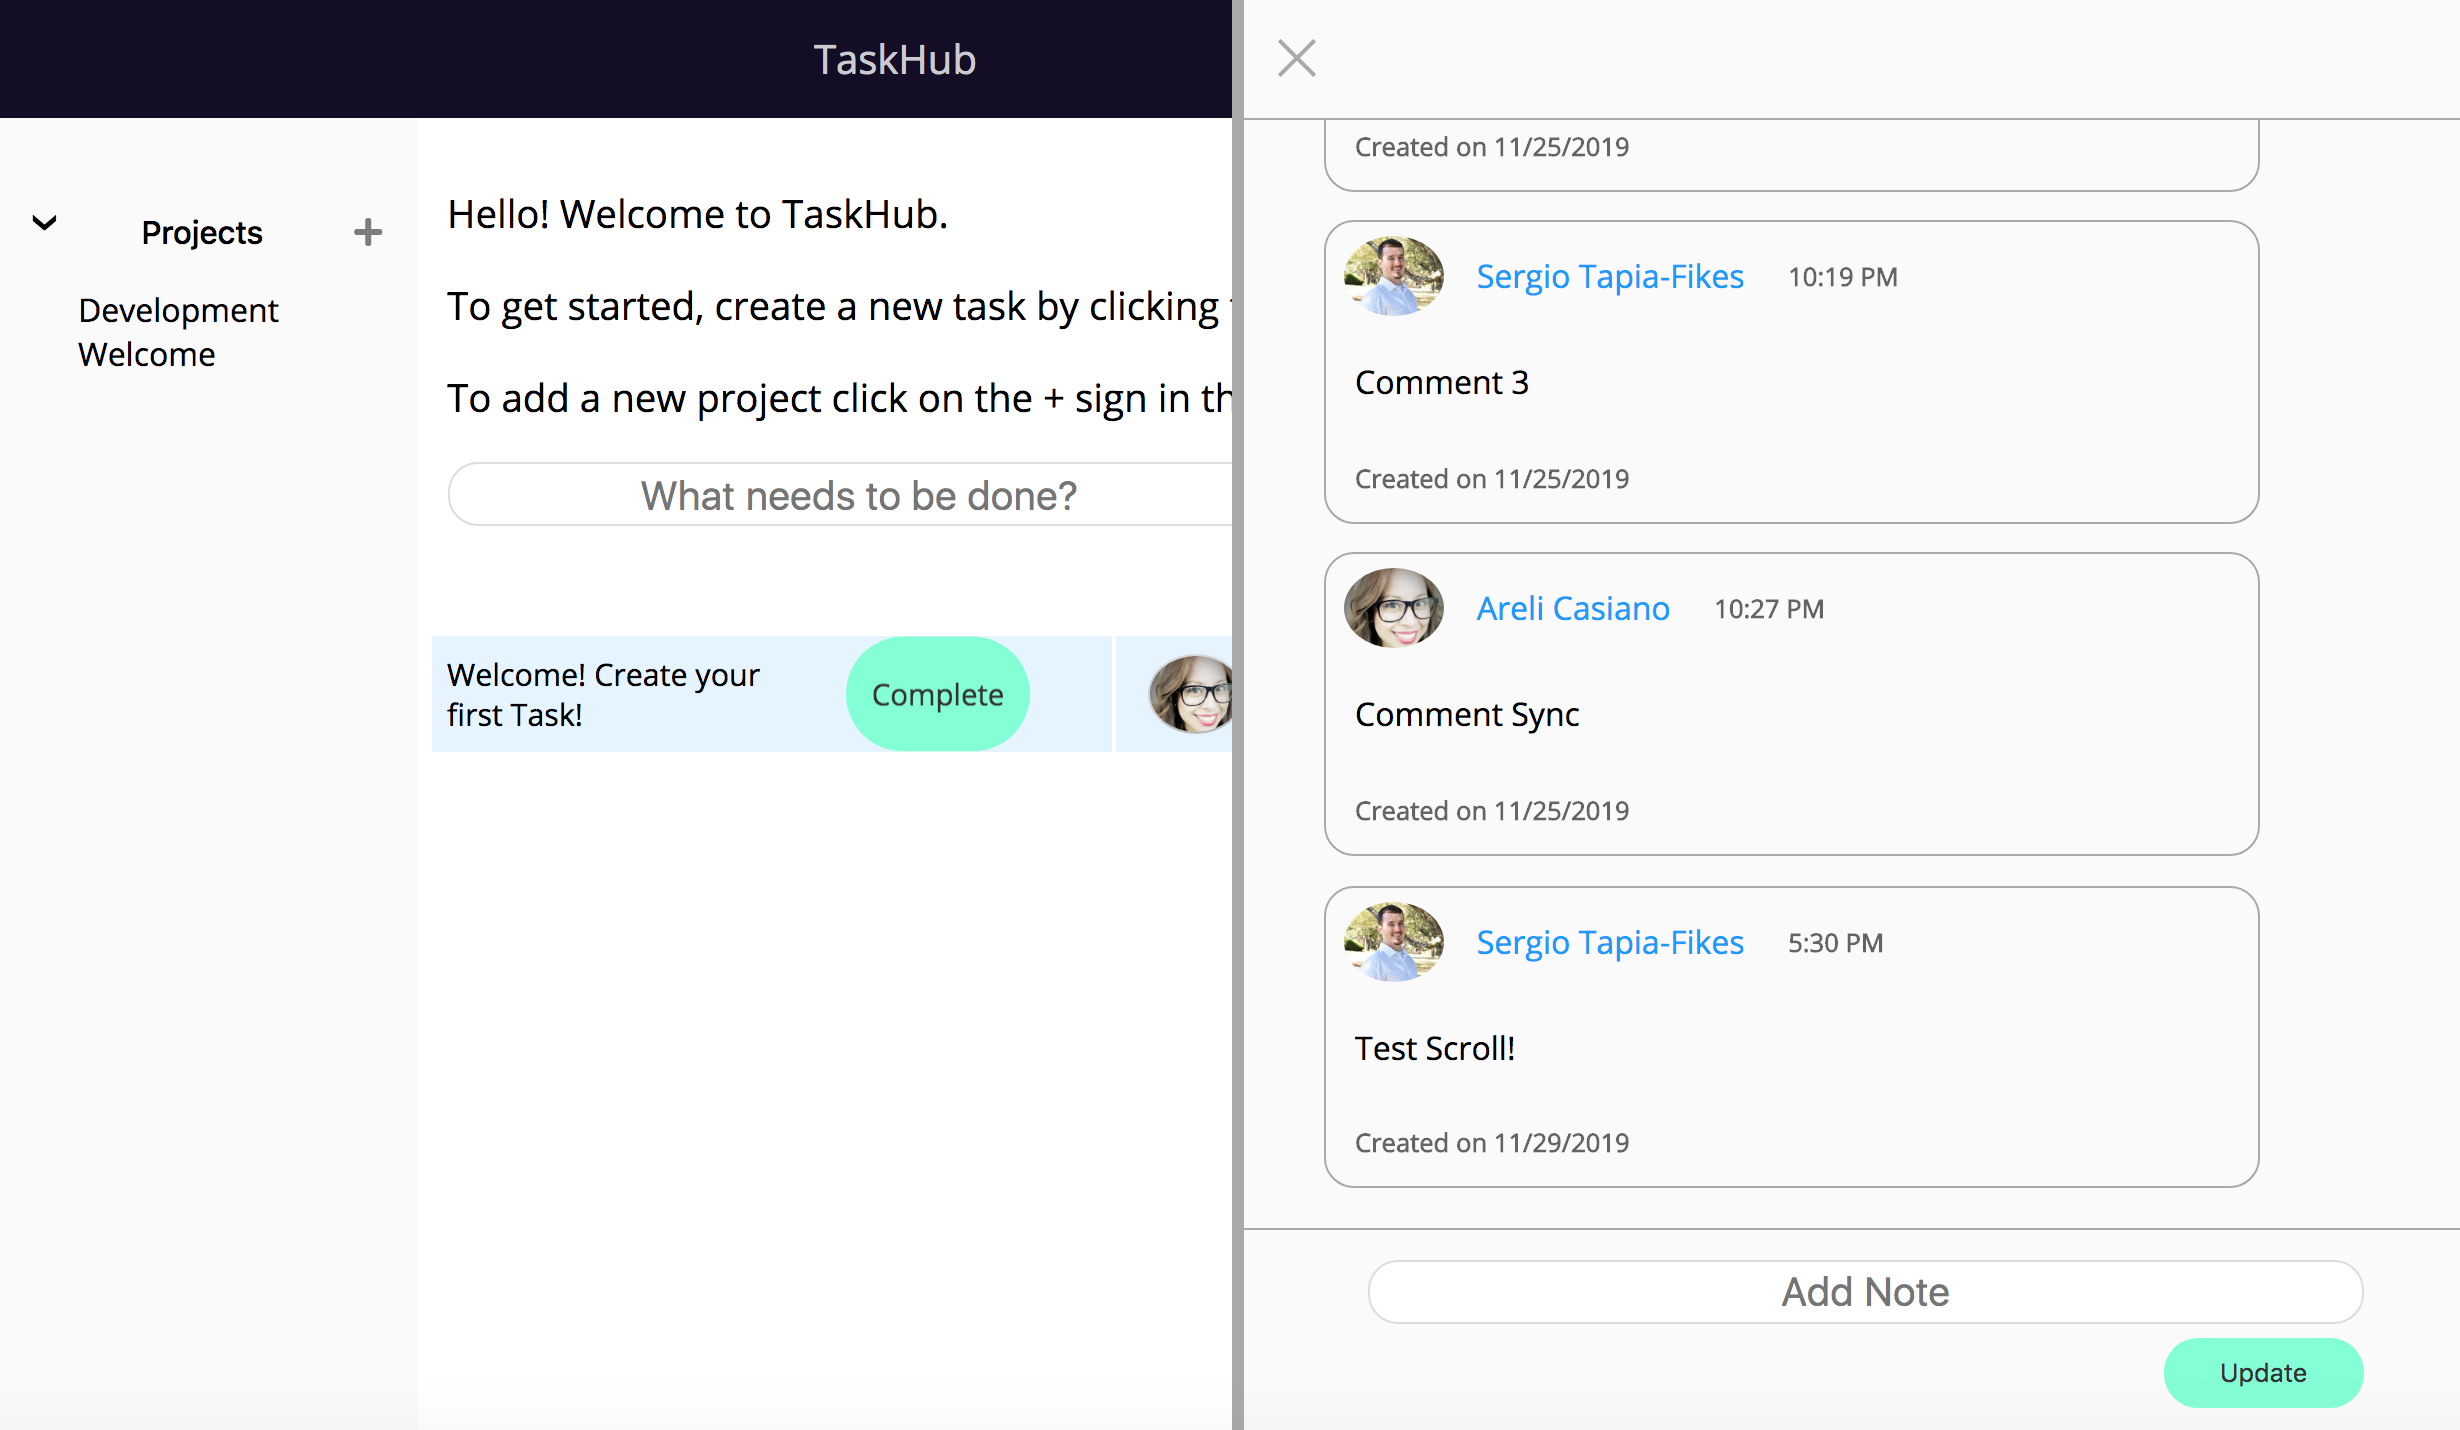 TaskHub
Projects +
Development
Welcome
Hello! Welcome to TaskHub.
To get started, create a new task by clicking
To add a new project click on the + sign in th
What needs to be done?
Welcome! Create your
first Task!
Complete
Created on 11/25/2019
Sergio Tapia-Fikes 10:19 PM
Comment 3
Created on 11/25/2019
Areli Casiano 10:27 PM
Comment Sync
Created on 11/25/2019
Sergio Tapia-Fikes 5:30 PM
Test Scroll!
Created on 11/29/2019
Add Note
Update